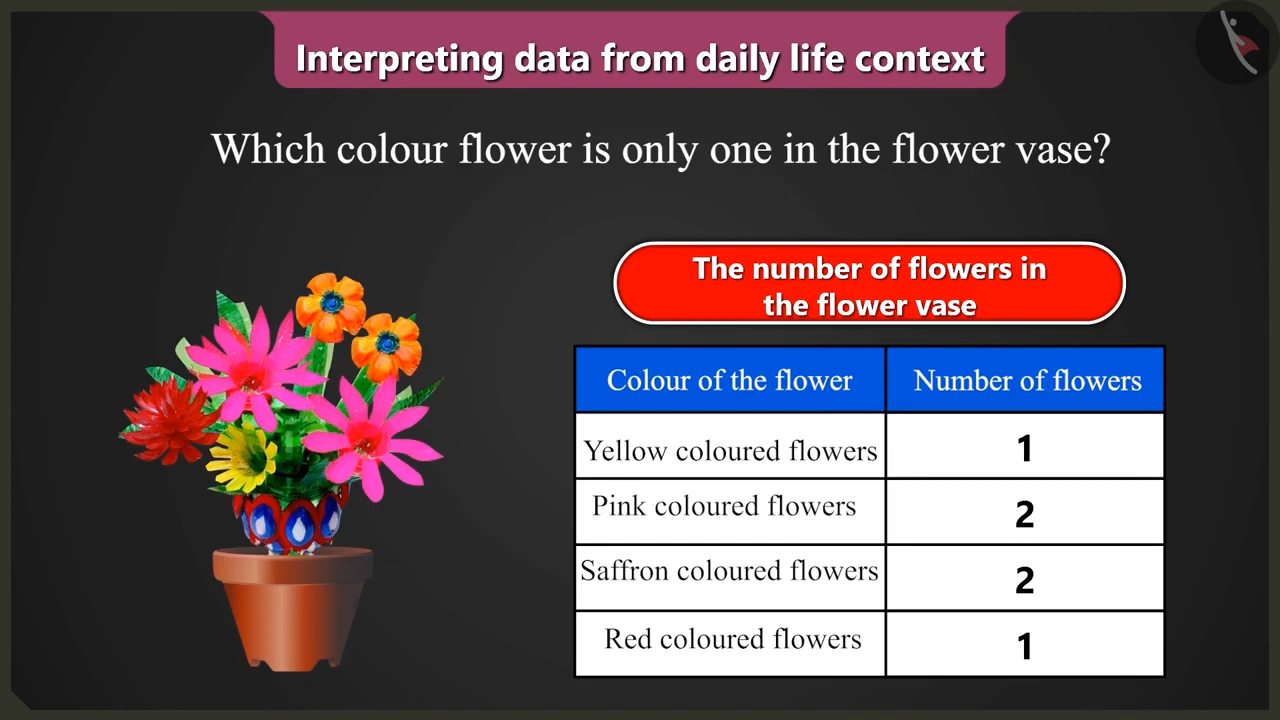 Interpreting data from daily life context
Which colour flower is only one in the flower vase?
The number of flowers in
the flower vase
Colour of the flower Number of flowers
Yellow coloured flowers 1
Pink coloured flowers 2
Saffron coloured flowers 2
Red coloured flowers 1